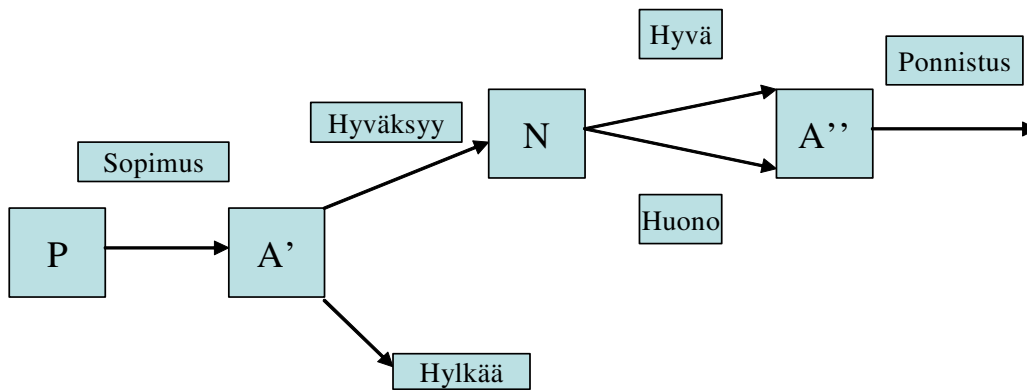 Hyvä
Ponnistus
Hyväksyy
N
A’’
Sopimus
Huono
P
A’
Hylkää